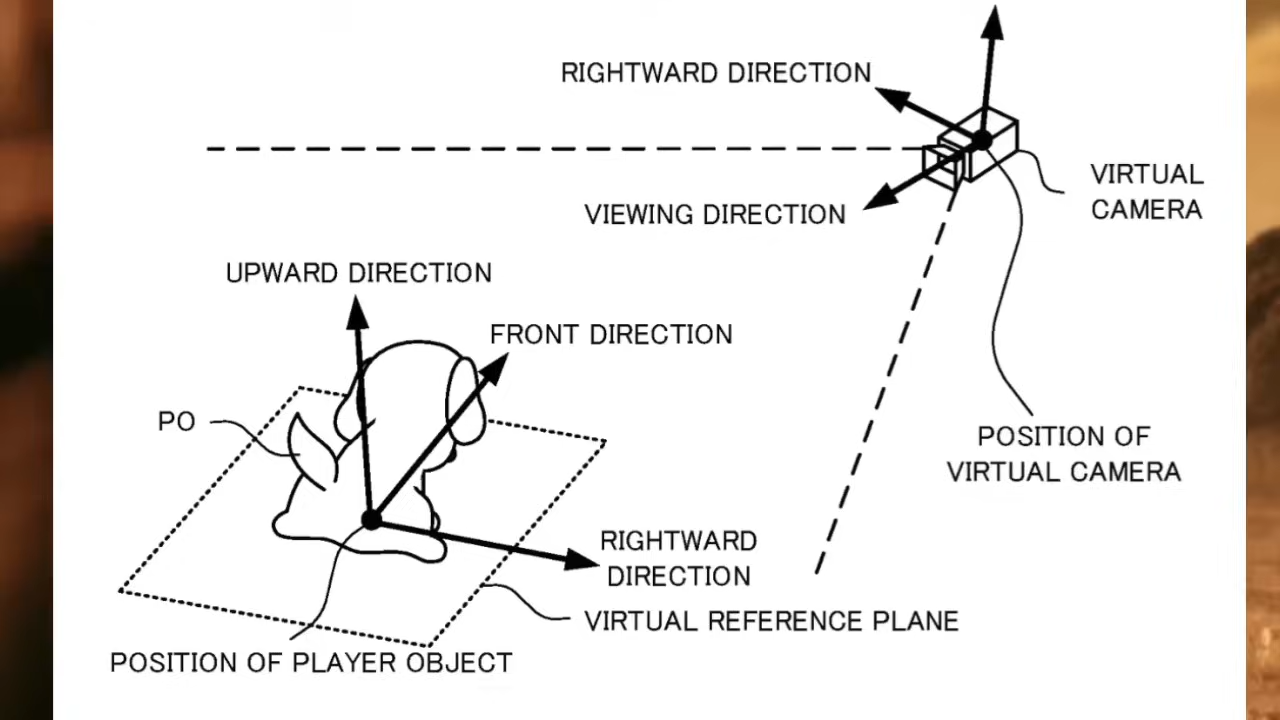 RIGHTWARD DIRECTION
VIRTUAL
CAMERA
VIEWING DIRECTION
UPWARD DIRECTION
FRONT DIRECTION
PO
POSITION OF
VIRTUAL CAMERA
RIGHTWARD
DIRECTION
VIRTUAL REFERENCE PLANE
POSITION OF PLAYER OBJECT